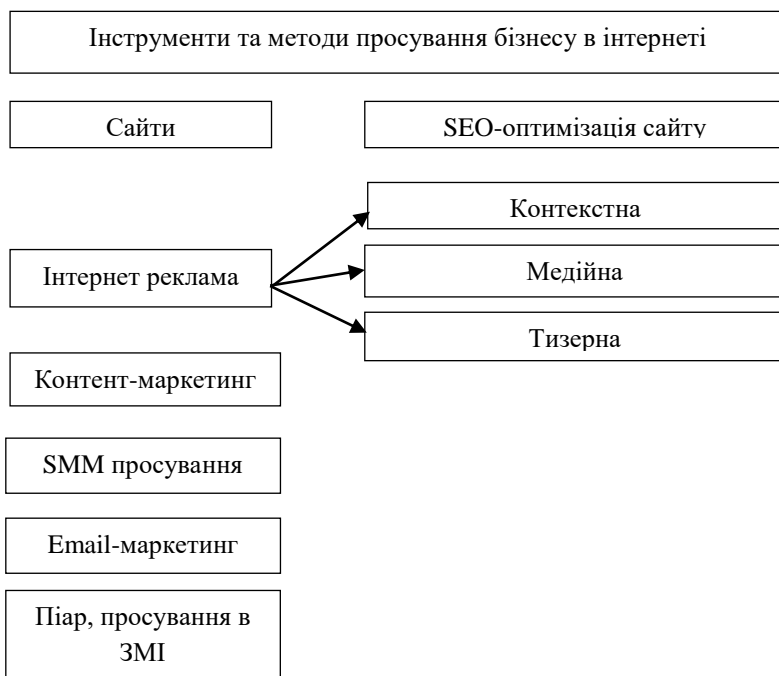 Інструменти та методи просування бізнесу в інтернеті
Сайти
SEO-оптимізація сайту
Контекстна
Інтернет реклама
Медійна
Тизерна
Контент-маркетинг
SMM просування
Email-маркетинг
Піар, просування в
ЗМІ